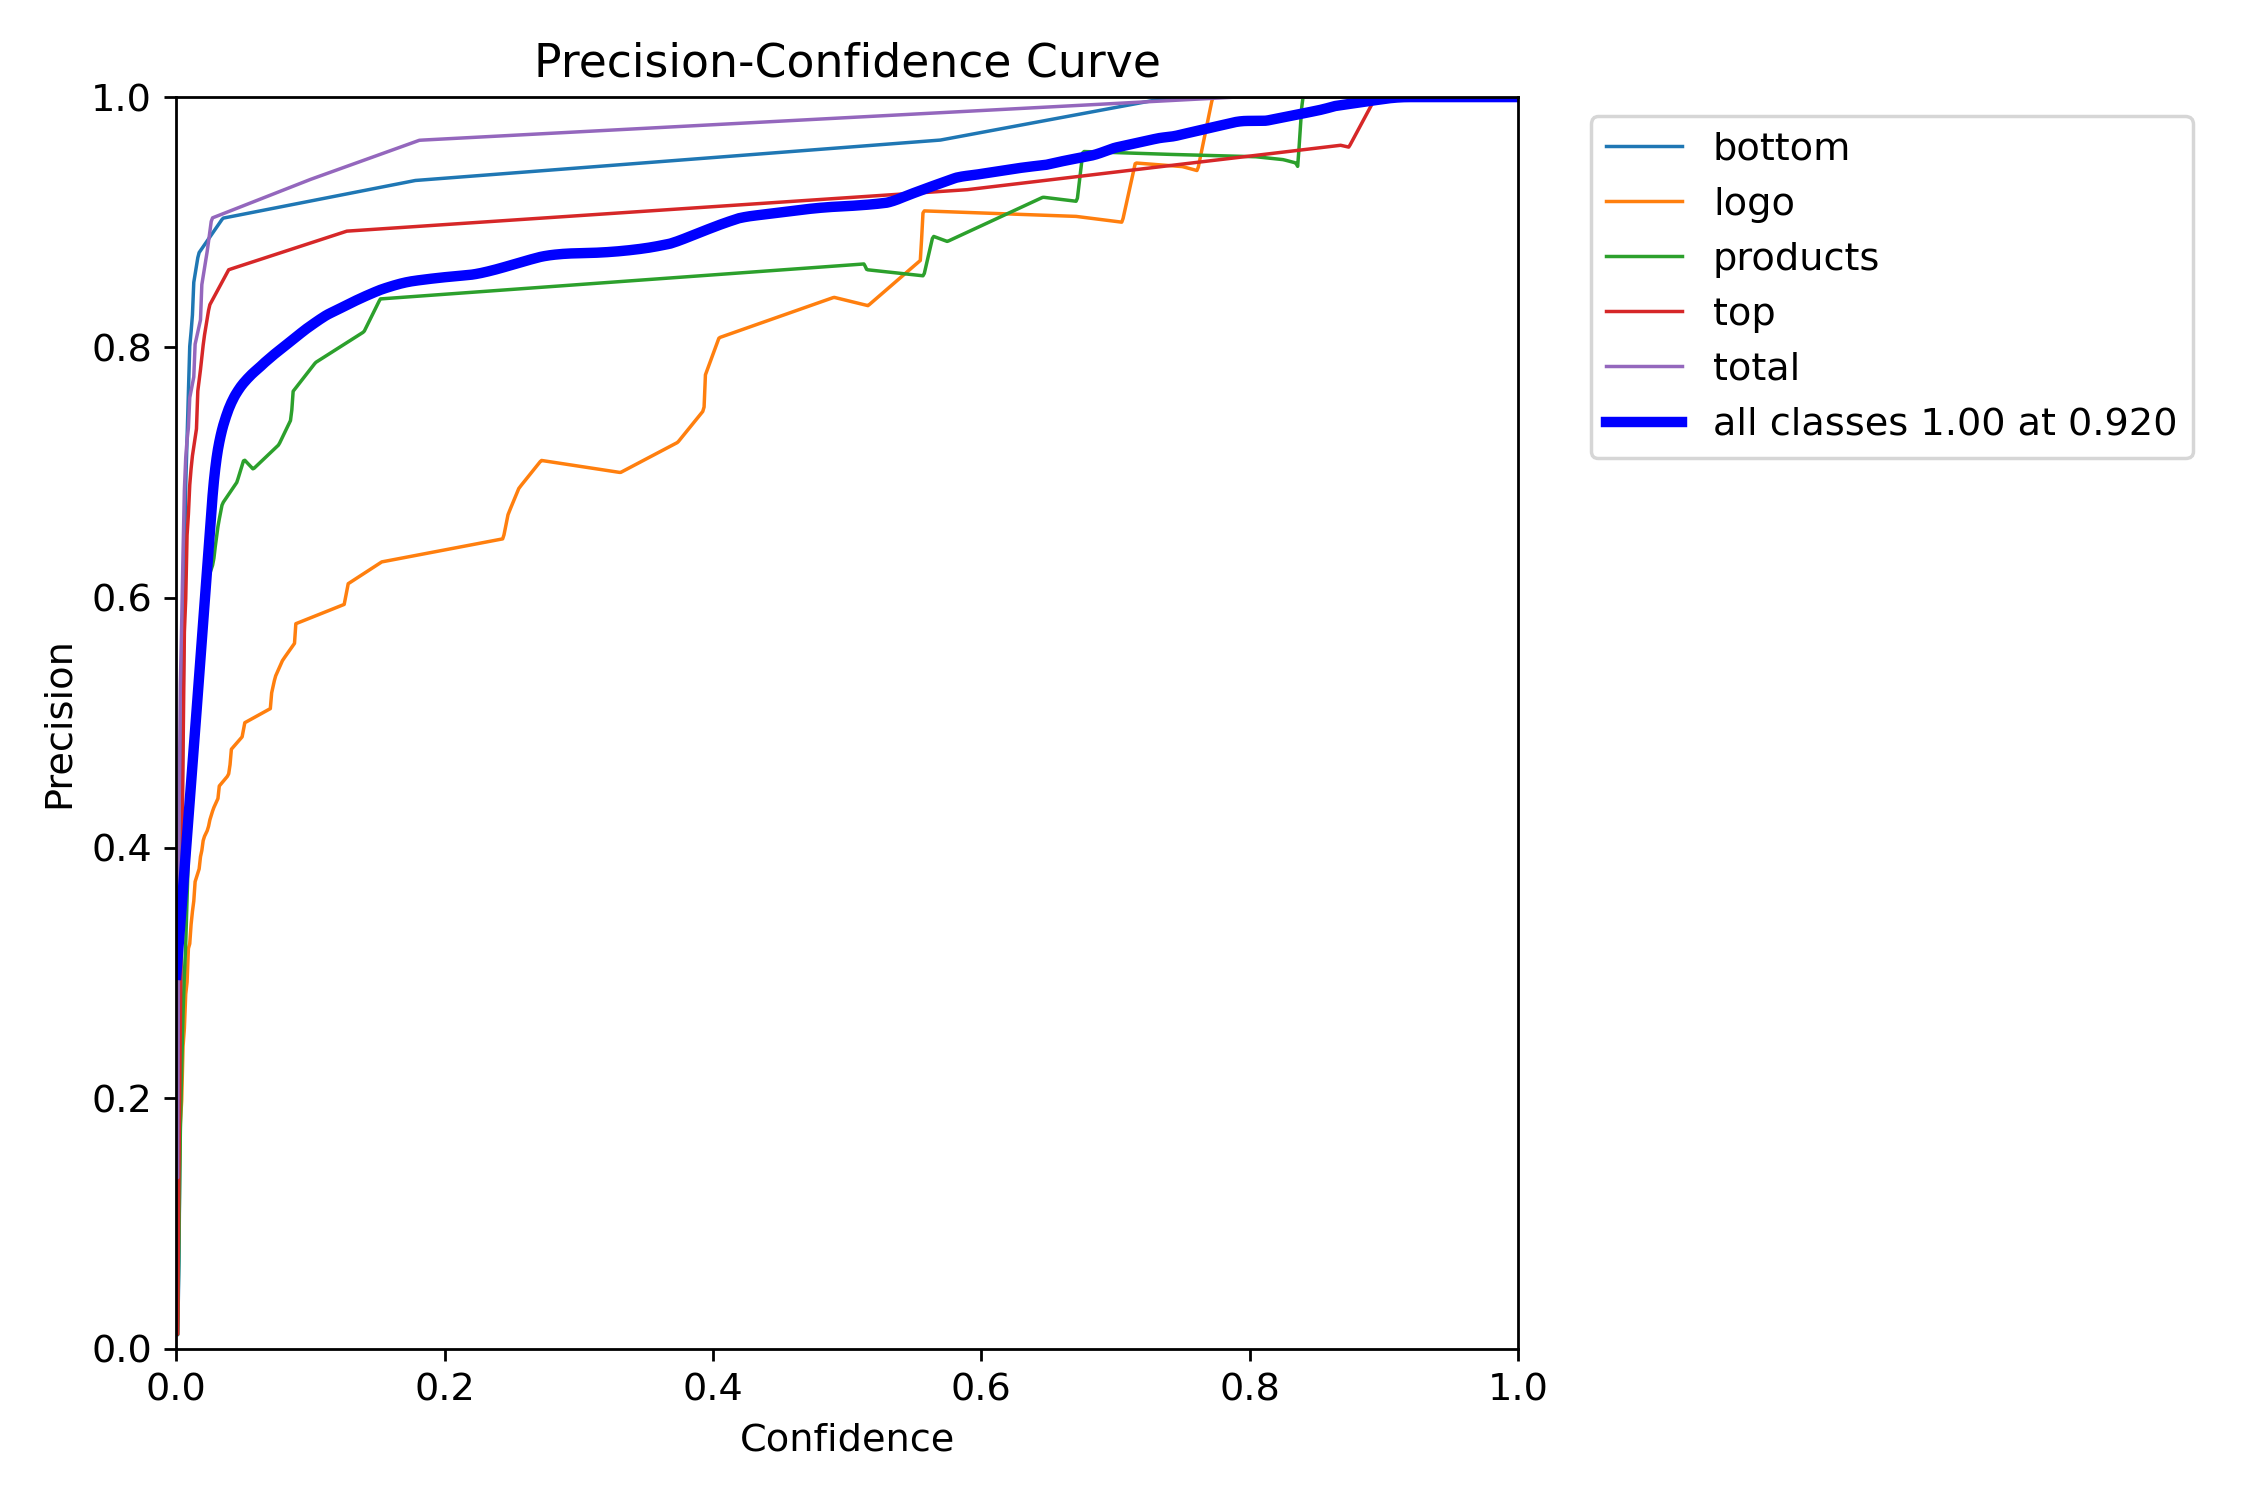 Precision-Confidence Curve
1.0
0.8
0.6
0.4
0.2
0.0
Precision
0.0 0.2 0.4 0.6 0.8 1.0
Confidence
bottom
logo
products
top
total
all classes 1.00 at 0.920